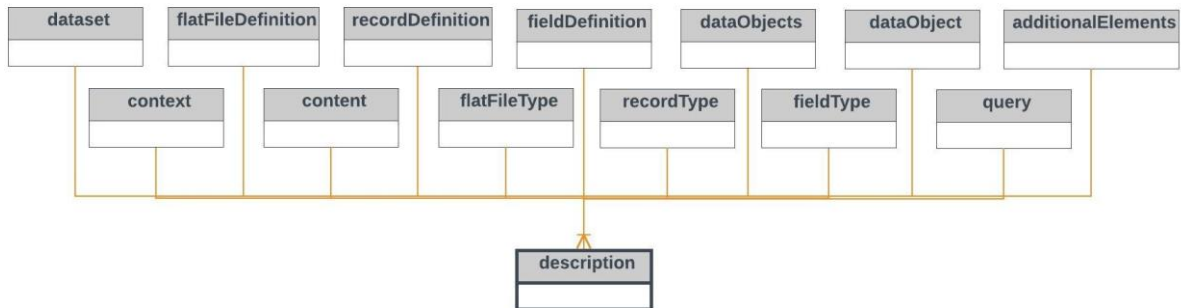 dataset flatFileDefinition recordDefinition fieldDefinition dataObjects dataObject additionalElements
context content flatFileType recordType fieldType query
description